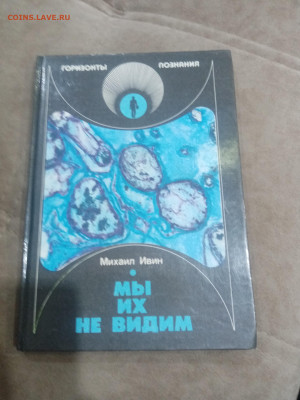 COINS.LAVE.RU
ГОРИЗОНТЫ ПОЗНАНИЯ
Михаил Ивин
МЫ
ИХ
НЕ ВИДИМ